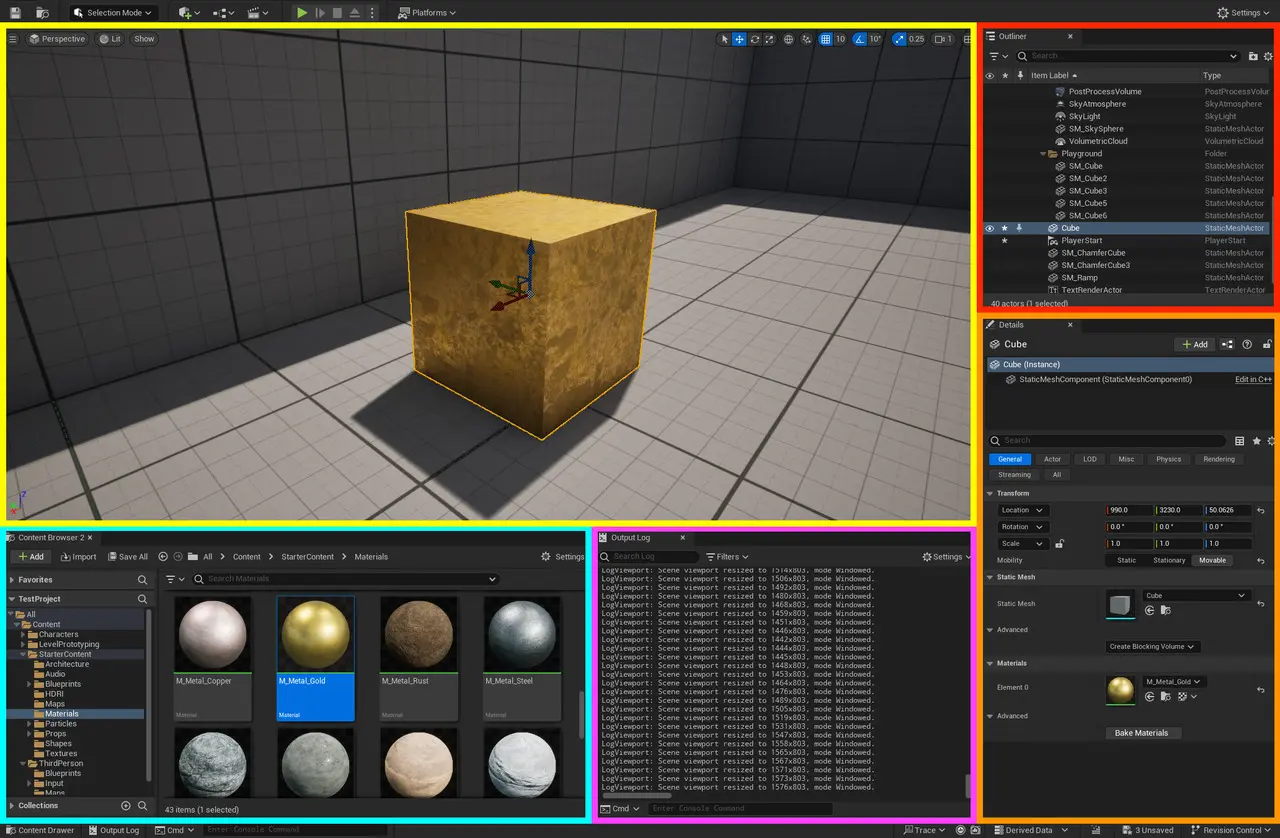 Selection Mode
Platforms
Settings
Perspective
Lit
Show
10
10°
0.25
1
Outliner
Search
Item Label
Type
PostProcessVolume PostProcessVolur
SkyAtmosphere SkyAtmosphere
SkyLight SkyLight
SM_SkySphere StaticMeshActor
VolumetricCloud VolumetricCloud
Playground Folder
SM_Cube StaticMeshActor
SM_Cube2 StaticMeshActor
SM_Cube3 StaticMeshActor
SM_Cube5 StaticMeshActor
SM_Cube6 StaticMeshActor
Cube StaticMeshActor
PlayerStart PlayerStart
SM_ChamferCube StaticMeshActor
SM_ChamferCube3 StaticMeshActor
SM_Ramp StaticMeshActor
TextRenderActor TextRenderActor
40 actors (1 selected)
Details
Cube
Add
Cube (Instance)
StaticMeshComponent (StaticMeshComponent0) Edit in C++
Search
General Actor LOD Misc Physics Rendering
Streaming All
Transform
Location 990.0 3230.0 50.0626
Rotation 0.0 ° 0.0 ° 0.0 °
Scale 1.0 1.0 1.0
Mobility Static Stationary Movable
Static Mesh
Static Mesh Cube
Advanced
Create Blocking Volume
Materials
Element 0 M_Metal_Gold
Advanced
Bake Materials
Z
X
Content Browser 2
Add Import Save All All Content StarterContent Materials Settings
Favorites
TestProject
All
Content
Characters
LevelPrototyping
StarterContent
Architecture
Audio
Blueprints
HDRI
Maps
Materials
Particles
Props
Shapes
Textures
ThirdPerson
Blueprints
Input
Maps
Collections
Search Materials
M_Metal_Copper
Material
M_Metal_Gold
Material
M_Metal_Rust
Material
M_Metal_Steel
Material
43 items (1 selected)
Output Log
Search Log
Filters
Settings
LogViewport: Scene viewport resized to 1514x803, mode Windowed.
LogViewport: Scene viewport resized to 1506x803, mode Windowed.
LogViewport: Scene viewport resized to 1492x803, mode Windowed.
LogViewport: Scene viewport resized to 1480x803, mode Windowed.
LogViewport: Scene viewport resized to 1468x803, mode Windowed.
LogViewport: Scene viewport resized to 1459x803, mode Windowed.
LogViewport: Scene viewport resized to 1451x803, mode Windowed.
LogViewport: Scene viewport resized to 1446x803, mode Windowed.
LogViewport: Scene viewport resized to 1442x803, mode Windowed.
LogViewport: Scene viewport resized to 1444x803, mode Windowed.
LogViewport: Scene viewport resized to 1445x803, mode Windowed.
LogViewport: Scene viewport resized to 1448x803, mode Windowed.
LogViewport: Scene viewport resized to 1453x803, mode Windowed.
LogViewport: Scene viewport resized to 1464x803, mode Windowed.
LogViewport: Scene viewport resized to 1476x803, mode Windowed.
LogViewport: Scene viewport resized to 1489x803, mode Windowed.
LogViewport: Scene viewport resized to 1505x803, mode Windowed.
LogViewport: Scene viewport resized to 1519x803, mode Windowed.
LogViewport: Scene viewport resized to 1531x803, mode Windowed.
LogViewport: Scene viewport resized to 1547x803, mode Windowed.
LogViewport: Scene viewport resized to 1558x803, mode Windowed.
LogViewport: Scene viewport resized to 1565x803, mode Windowed.
LogViewport: Scene viewport resized to 1567x803, mode Windowed.
LogViewport: Scene viewport resized to 1571x803, mode Windowed.
LogViewport: Scene viewport resized to 1573x803, mode Windowed.
LogViewport: Scene viewport resized to 1576x803, mode Windowed.
Cmd Enter Console Command
Content Drawer Output Log Cmd Enter Console Command Trace Derived Data 3 Unsaved Revision Control